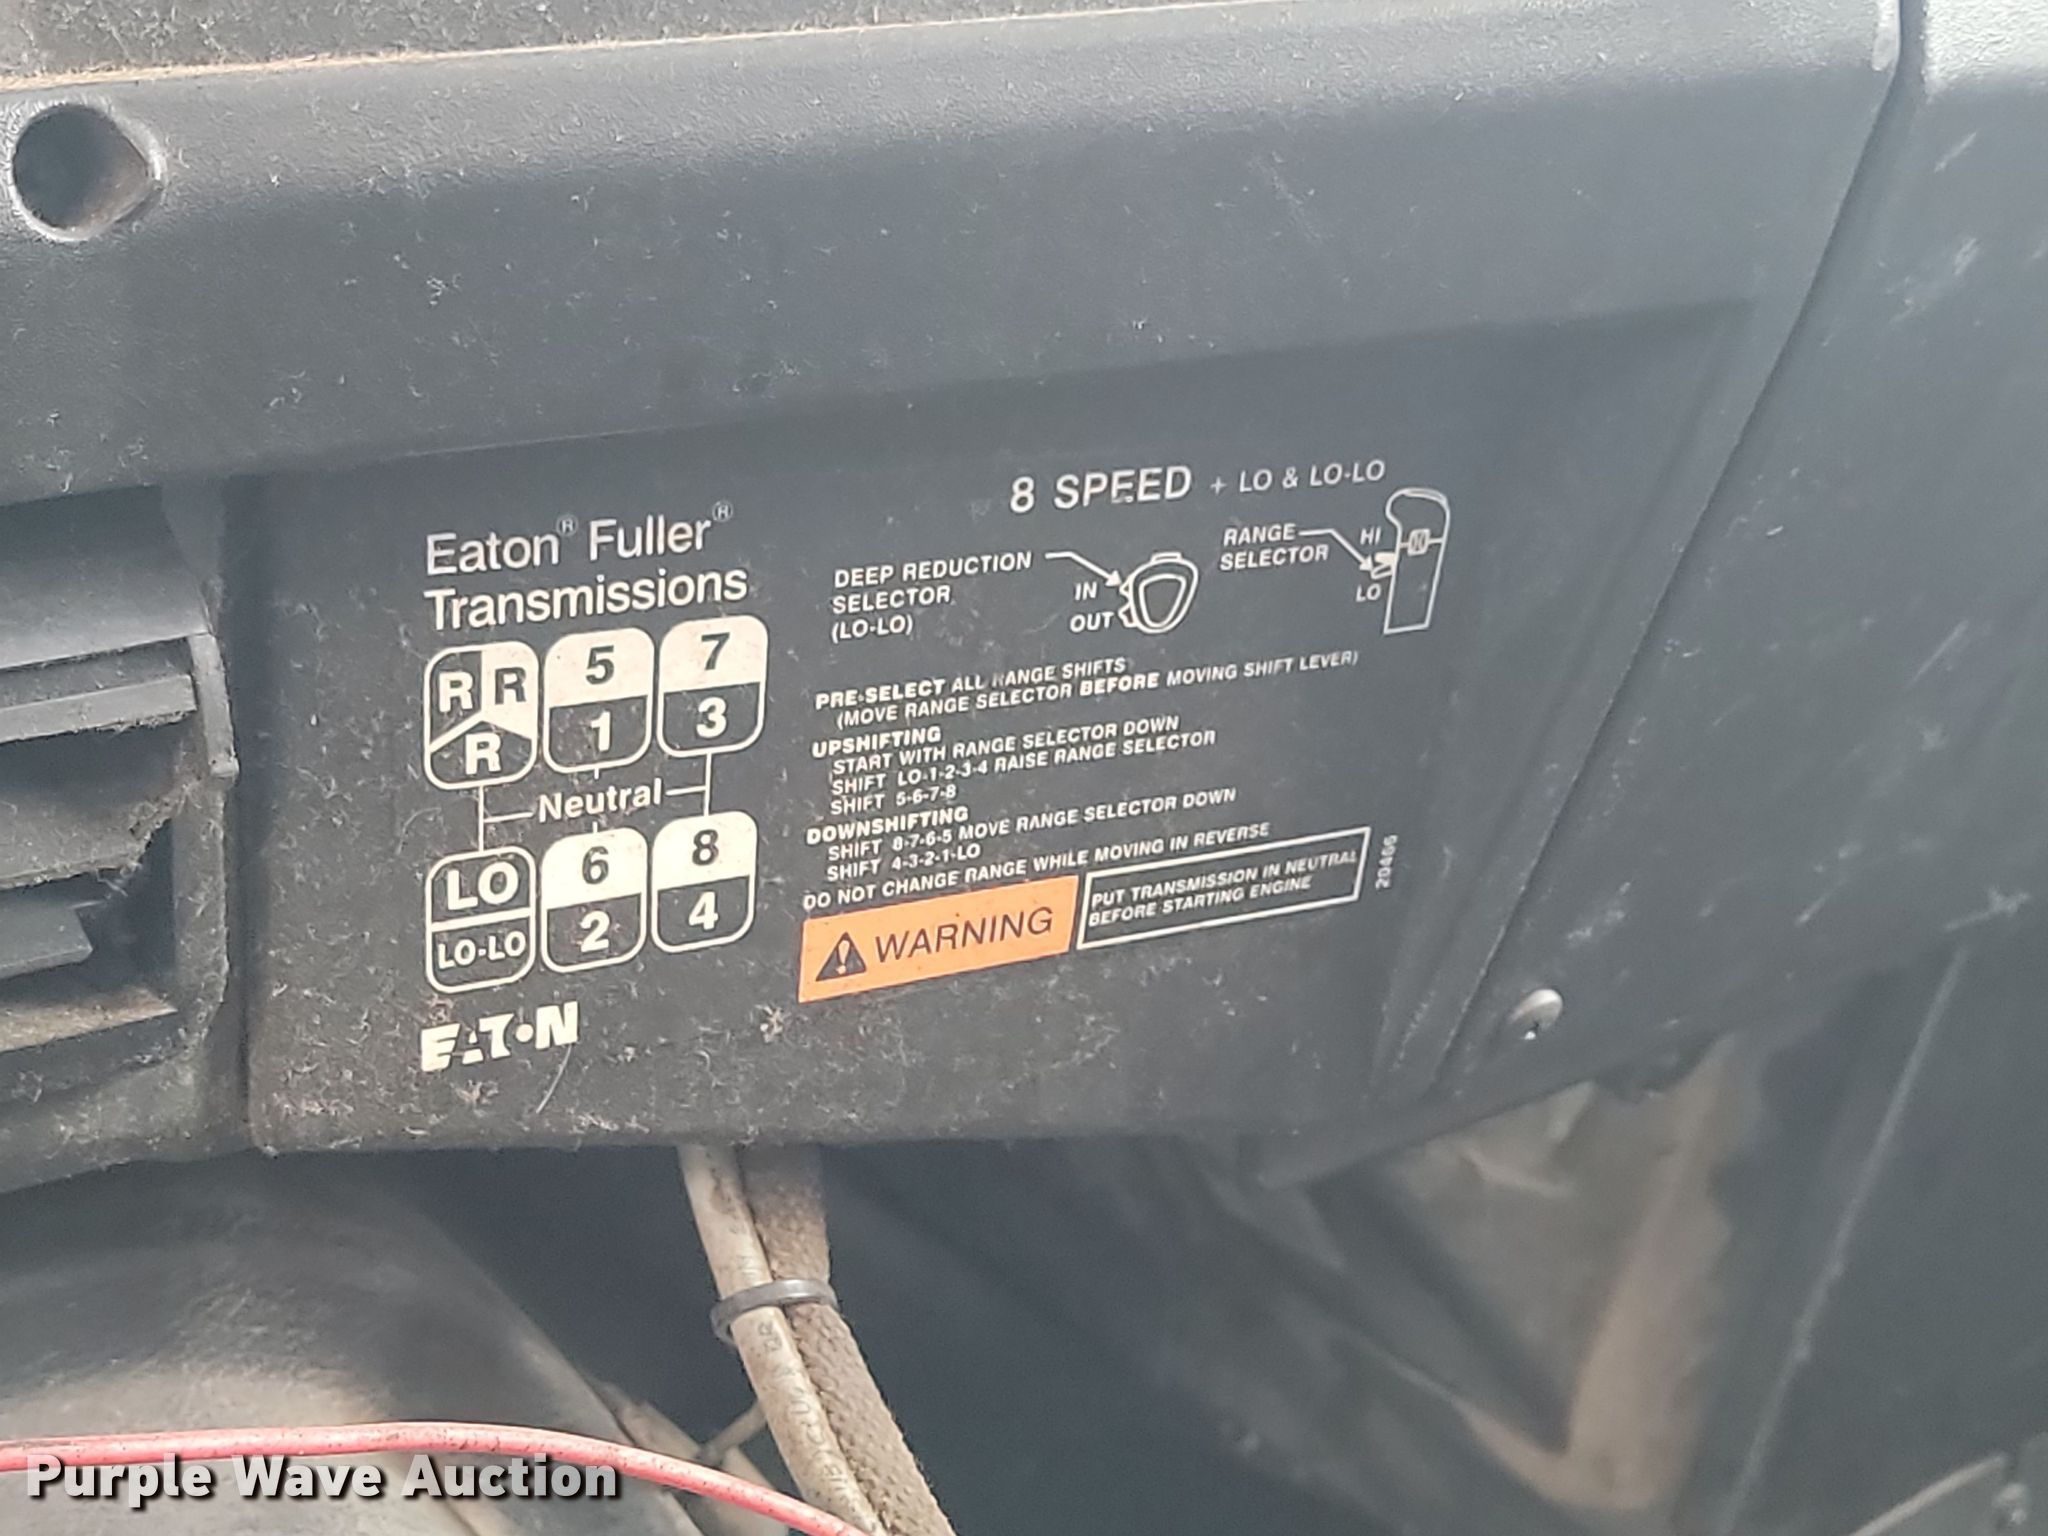 Eaton® Fuller®
Transmissions
R R
R
5
1
7
3
Neutral
LO
LO-LO
6
2
8
4
EATON
8 SPEED + LO & LO-LO
DEEP REDUCTION
SELECTOR
(LO-LO)
IN
OUT
RANGE
SELECTOR
HI
LO
PRE-SELECT ALL RANGE SHIFTS
(MOVE RANGE SELECTOR BEFORE MOVING SHIFT LEVER)
UPSHIFTING
START WITH RANGE SELECTOR DOWN
SHIFT LO-1-2-3-4 RAISE RANGE SELECTOR
SHIFT 5-6-7-8
DOWNSHIFTING
SHIFT 8-7-6-5 MOVE RANGE SELECTOR DOWN
SHIFT 4-3-2-1-LO
DO NOT CHANGE RANGE WHILE MOVING IN REVERSE
WARNING
PUT TRANSMISSION IN NEUTRAL
BEFORE STARTING ENGINE
20466
Purple Wave Auction